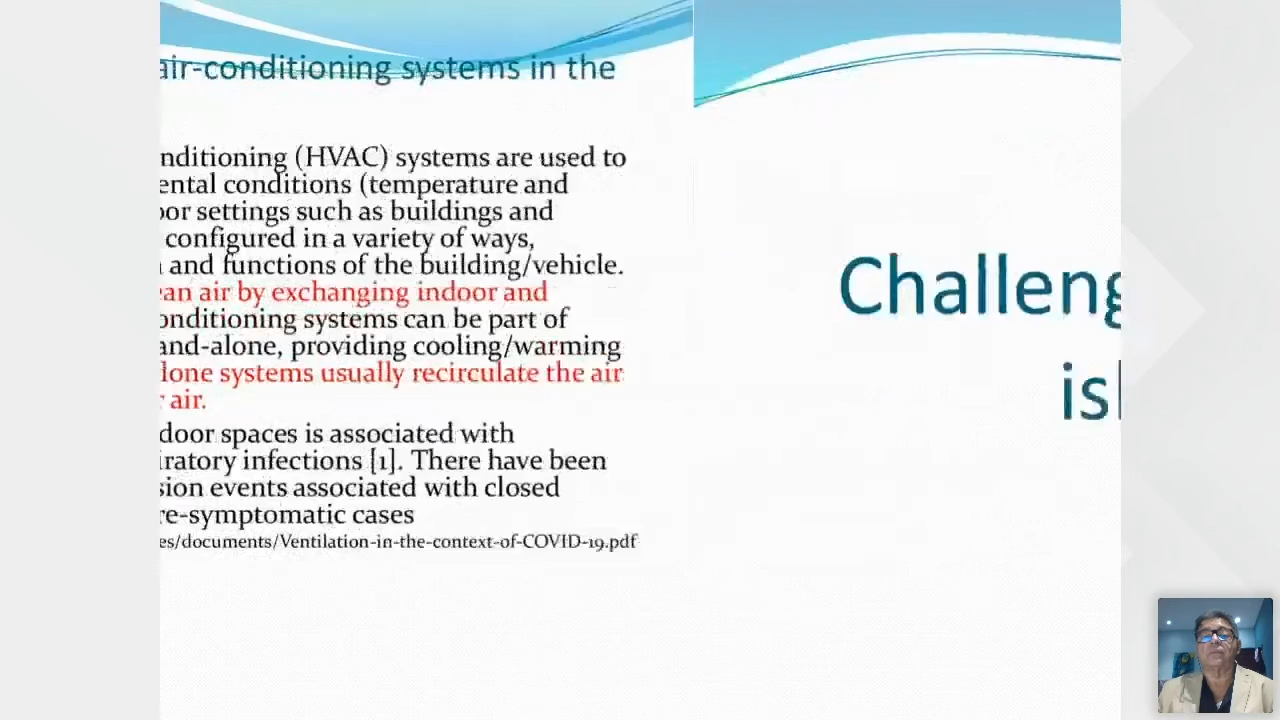 air-conditioning systems in the
nditioning (HVAC) systems are used to
ental conditions (temperature and
oor settings such as buildings and
configured in a variety of ways,
and functions of the building/vehicle.
ean air by exchanging indoor and
onditioning systems can be part of
and-alone, providing cooling/warming
lone systems usually recirculate the air
air.
door spaces is associated with
iratory infections [1]. There have been
sion events associated with closed
re-symptomatic cases
es/documents/Ventilation-in-the-context-of-COVID-19.pdf
Challeng
isl